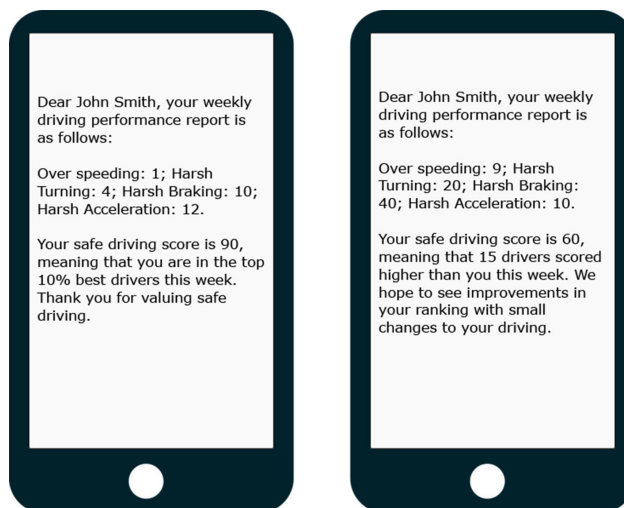 Dear John Smith, your weekly
driving performance report is
as follows:
Over speeding: 1; Harsh
Turning: 4; Harsh Braking: 10;
Harsh Acceleration: 12.
Your safe driving score is 90,
meaning that you are in the top
10% best drivers this week.
Thank you for valuing safe
driving.
Dear John Smith, your weekly
driving performance report is
as follows:
Over speeding: 9; Harsh
Turning: 20; Harsh Braking:
40; Harsh Acceleration: 10.
Your safe driving score is 60,
meaning that 15 drivers scored
higher than you this week. We
hope to see improvements in
your ranking with small
changes to your driving.